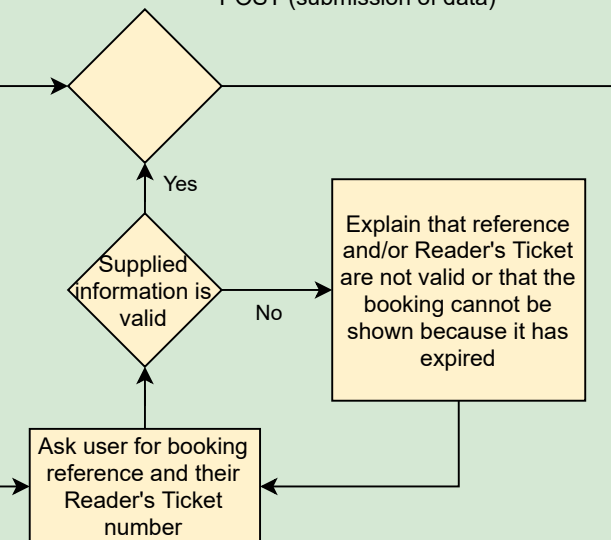 POST (submission of data)
Yes
Supplied
information is
valid
No
Explain that reference
and/or Reader's Ticket
are not valid or that the
booking cannot be
shown because it has
expired
Ask user for booking
reference and their
Reader's Ticket
number